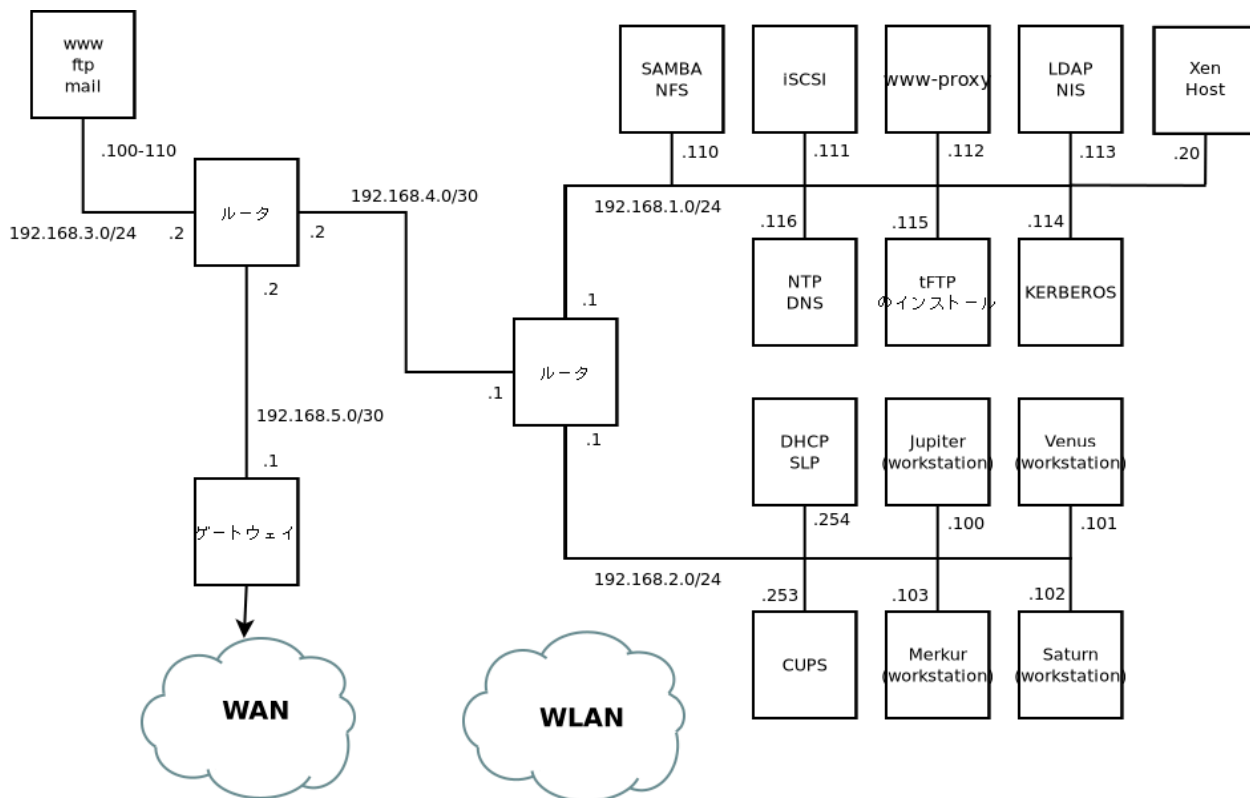 www
ftp
mail
.100-110
192.168.3.0/24
.2
ルータ
.2
.2
192.168.4.0/30
192.168.5.0/30
.1
ゲートウェイ
WAN
SAMBA
NFS
.110
iSCSI
.111
www-proxy
.112
LDAP
NIS
.113
Xen
Host
.20
192.168.1.0/24
.116
NTP
DNS
.115
tFTP
のインストール
.114
KERBEROS
.1
ルータ
.1
.1
DHCP
SLP
.254
Jupiter
(workstation)
.100
Venus
(workstation)
.101
192.168.2.0/24
.253
CUPS
.103
Merkur
(workstation)
.102
Saturn
(workstation)
WLAN